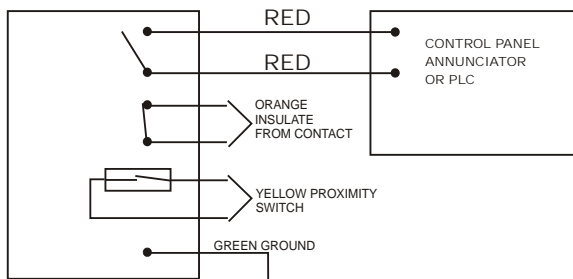 RED
RED
CONTROL PANEL
ANNUNCIATOR
OR PLC
ORANGE
INSULATE
FROM CONTACT
YELLOW PROXIMITY
SWITCH
GREEN GROUND